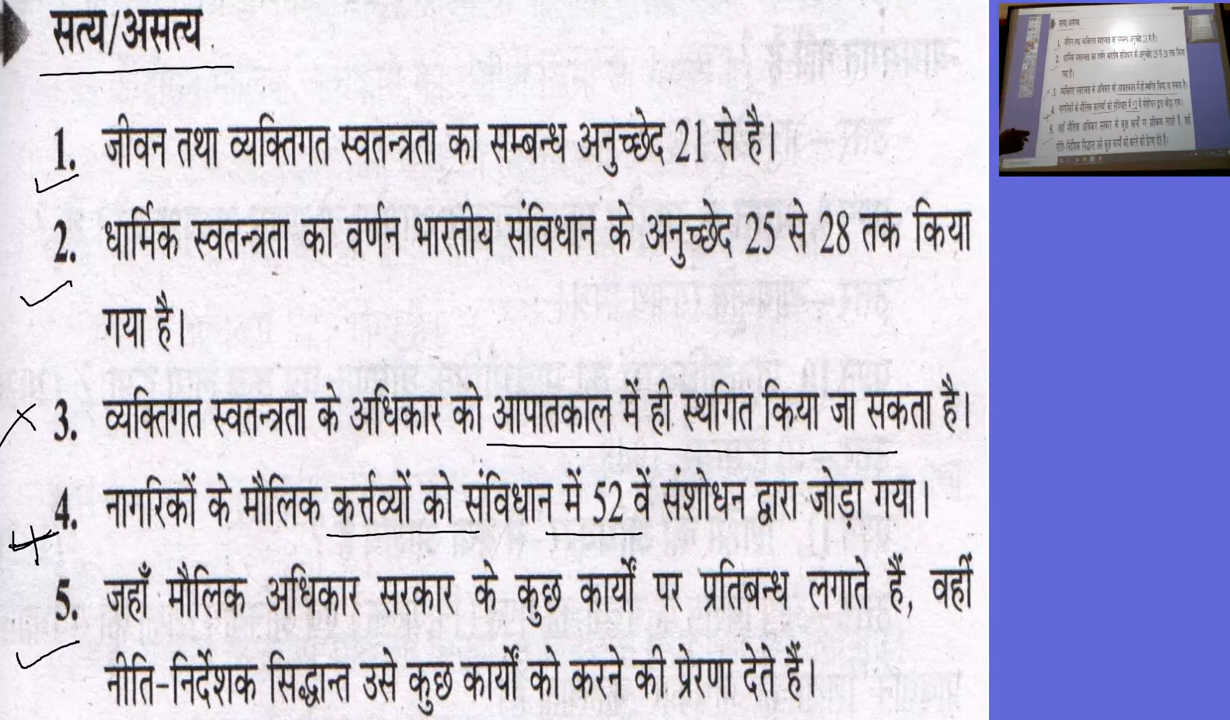 सत्य/असत्य
1. जीवन तथा व्यक्तिगत स्वतन्त्रता का सम्बन्ध अनुच्छेद 21 से है।
2. धार्मिक स्वतन्त्रता का वर्णन भारतीय संविधान के अनुच्छेद 25 से 28 तक किया
गया है।
3. व्यक्तिगत स्वतन्त्रता के अधिकार को आपातकाल में ही स्थगित किया जा सकता है।
4. नागरिकों के मौलिक कर्त्तव्यों को संविधान में 52 वें संशोधन द्वारा जोड़ा गया।
5. जहाँ मौलिक अधिकार सरकार के कुछ कार्यों पर प्रतिबन्ध लगाते हैं, वहीं
नीति-निर्देशक सिद्धान्त उसे कुछ कार्यों को करने की प्रेरणा देते हैं।